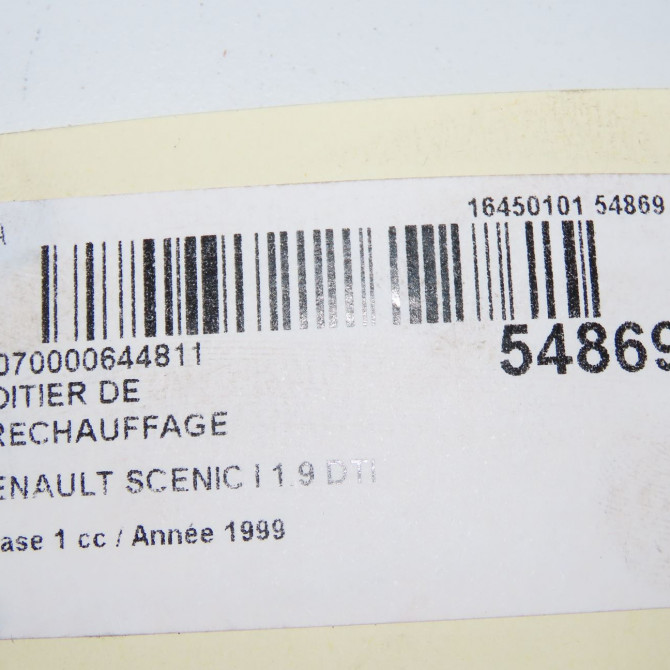 16450101 54869
070000644811
54869
OITIER DE
RECHAUFFAGE
ENAULT SCENIC I 1.9 DTI
ase 1 cc / Année 1999